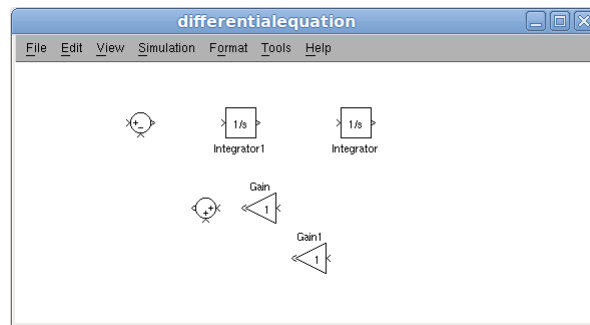 differentialequation
File Edit View Simulation Format Tools Help
+ -
1/s
1/s
Integrator1
Integrator
Gain
+
+
1
Gain1
1